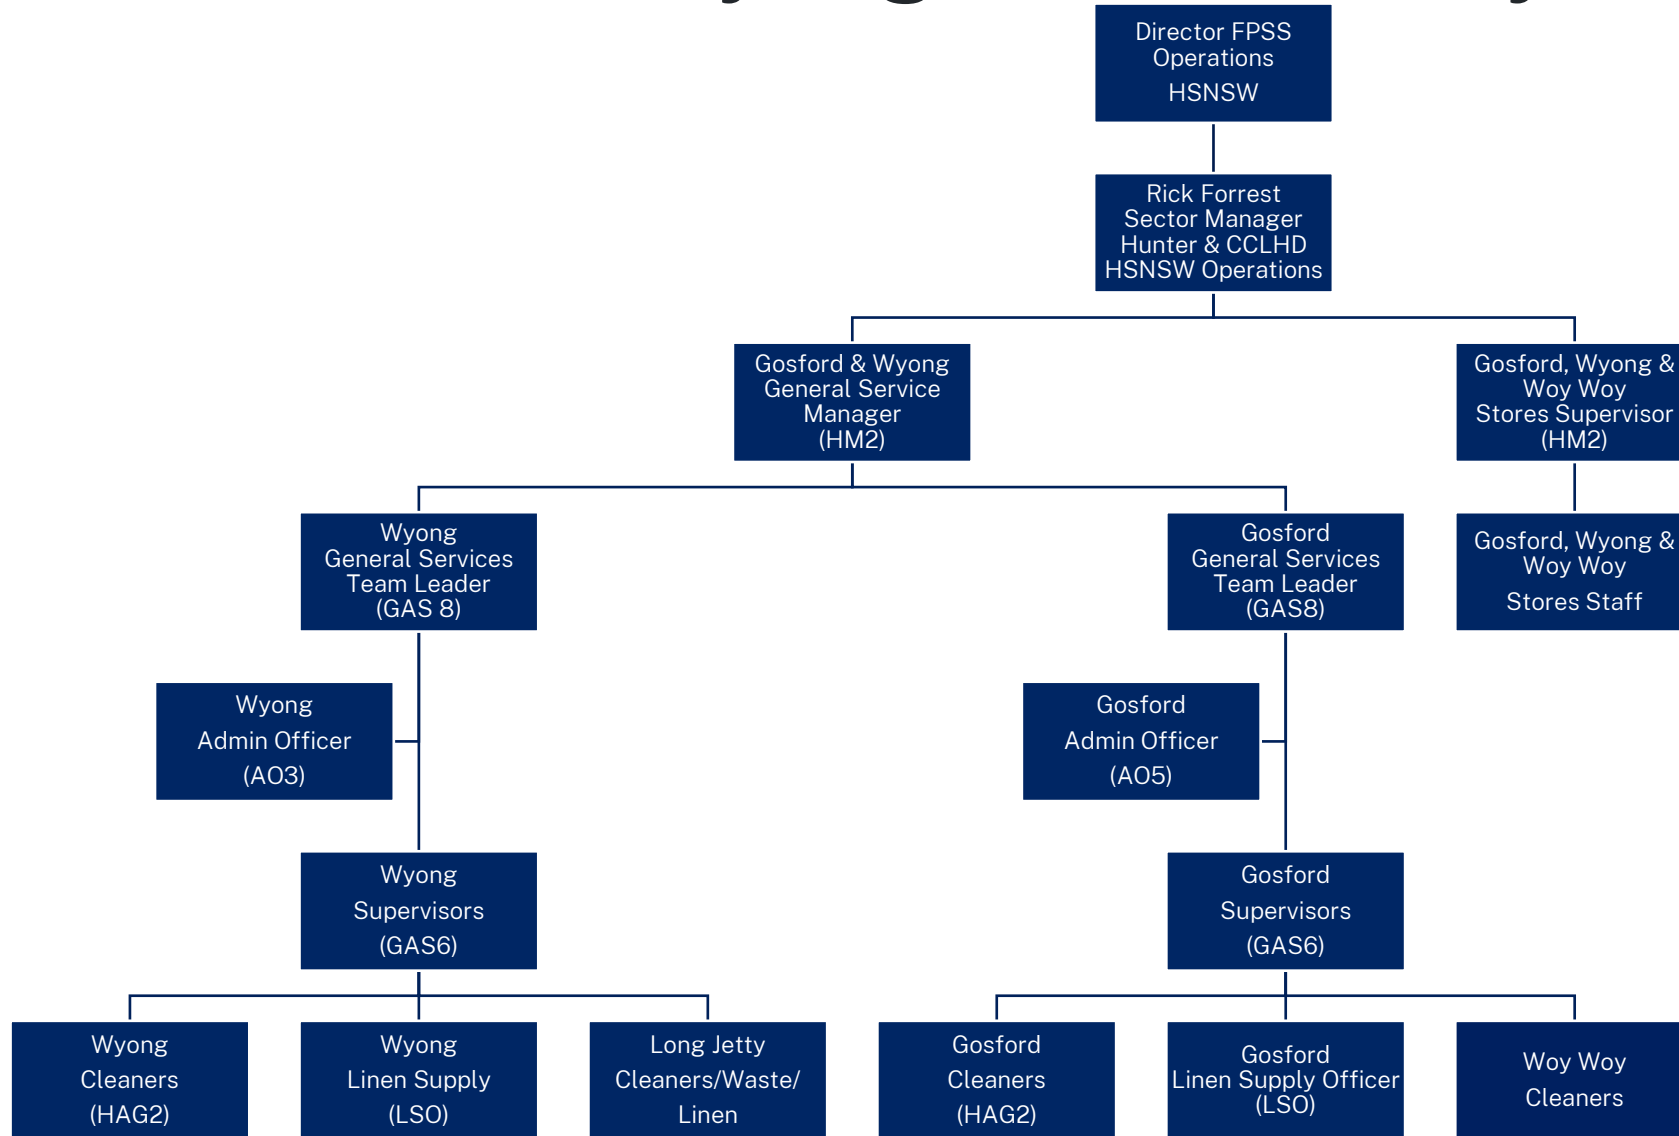 Director FPSS
Operations
HSNSW
Rick Forrest
Sector Manager
Hunter & CCLHD
HSNSW Operations
Gosford & Wyong
General Service
Manager
(HM2)
Gosford, Wyong &
Woy Woy
Stores Supervisor
(HM2)
Wyong
General Services
Team Leader
(GAS 8)
Gosford
General Services
Team Leader
(GAS8)
Gosford, Wyong &
Woy Woy
Stores Staff
Wyong
Admin Officer
(AO3)
Gosford
Admin Officer
(AO5)
Wyong
Supervisors
(GAS6)
Gosford
Supervisors
(GAS6)
Wyong
Cleaners
(HAG2)
Wyong
Linen Supply
(LSO)
Long Jetty
Cleaners/Waste/
Linen
Gosford
Cleaners
(HAG2)
Gosford
Linen Supply Officer
(LSO)
Woy Woy
Cleaners